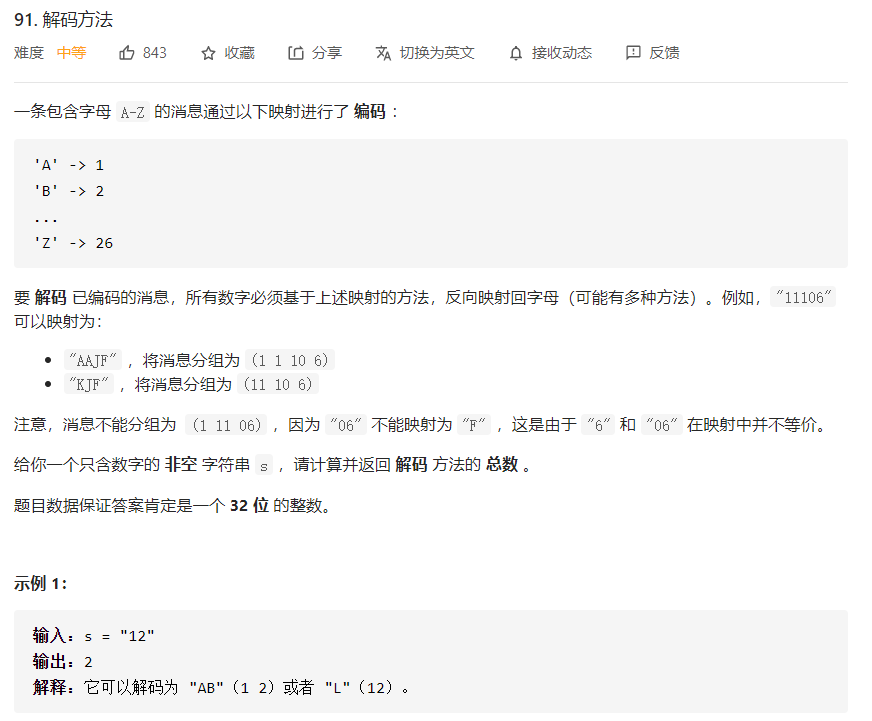 91. 解码方法
难度 中等 843 收藏 分享 切换为英文 接收动态 反馈
一条包含字母 A-Z 的消息通过以下映射进行了 编码 ：
'A' -> 1
'B' -> 2
...
'Z' -> 26
要 解码 已编码的消息，所有数字必须基于上述映射的方法，反向映射回字母（可能有多种方法）。例如，"11106"
可以映射为：
"AAJF" ，将消息分组为 (1 1 10 6)
"KJF" ，将消息分组为 (11 10 6)
注意，消息不能分组为 (1 11 06) ，因为 "06" 不能映射为 "F" ，这是由于 "6" 和 "06" 在映射中并不等价。
给你一个只含数字的 非空 字符串 s ，请计算并返回 解码 方法的 总数 。
题目数据保证答案肯定是一个 32 位 的整数。
示例 1：
输入：s = "12"
输出：2
解释：它可以解码为 "AB"（1 2）或者 "L"（12）。